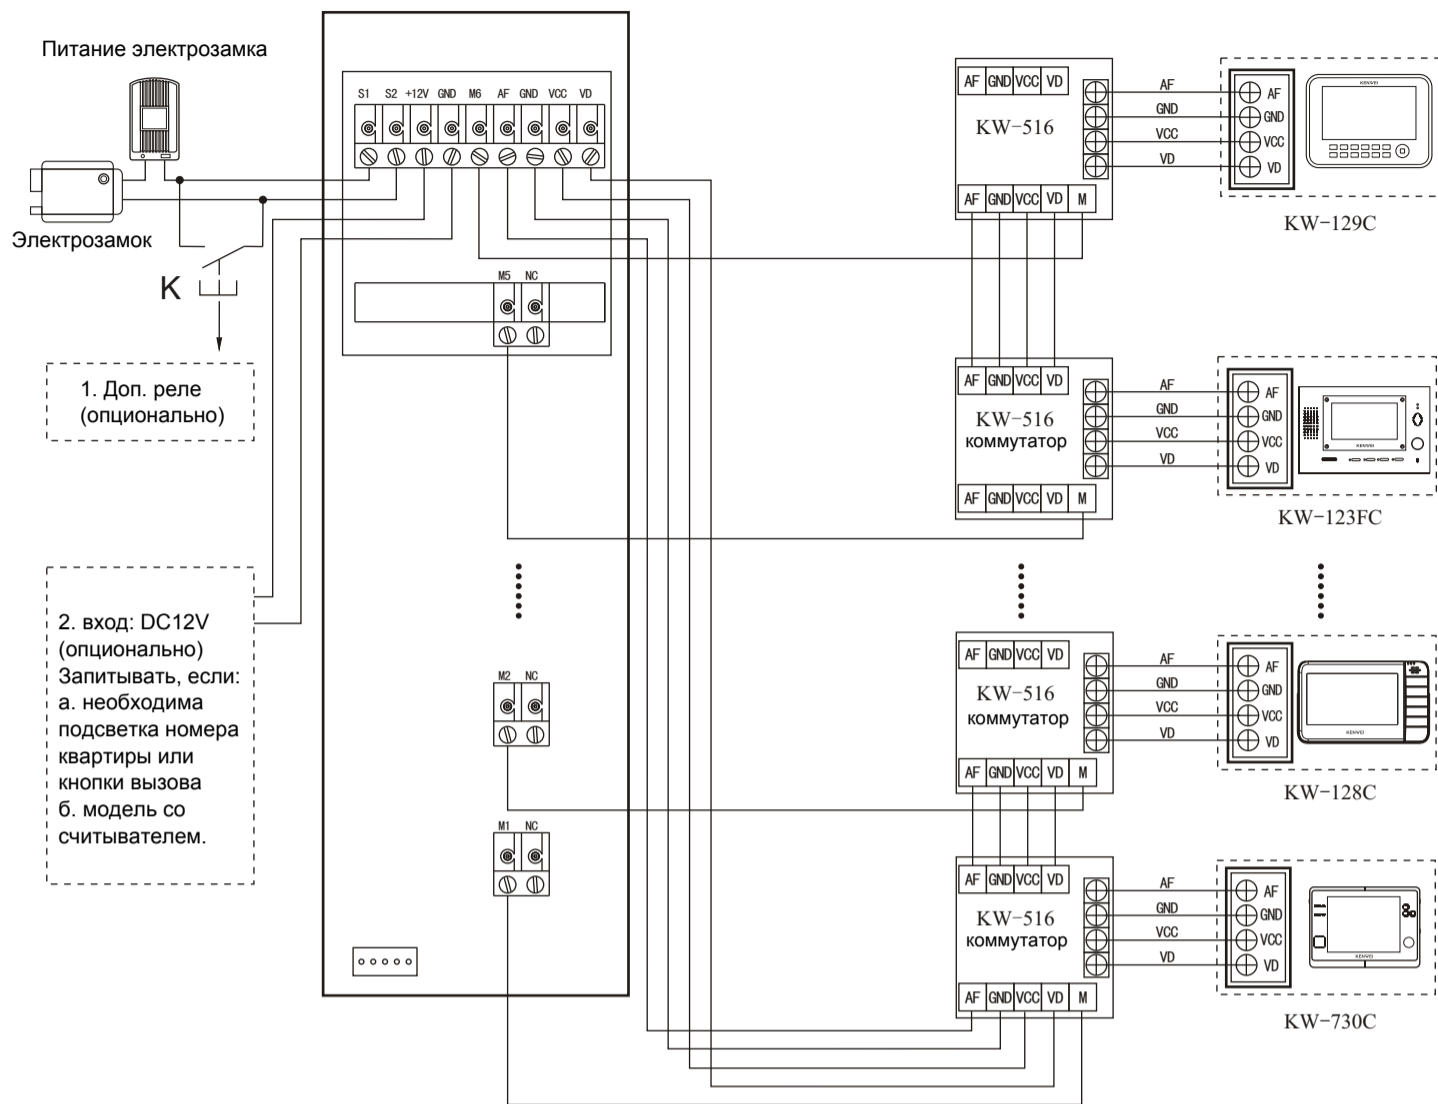 Питание электрозамка
S1 S2 +12V GND M6 AF GND VCC VD
Электрозамок
K
1. Доп. реле
(опционально)
M5 NC
2. вход: DC12V
(опционально)
Запитывать, если:
а. необходима
подсветка номера
квартиры или
кнопки вызова
б. модель со
считывателем.
M2 NC
M1 NC
AF GND VCC VD
KW-516
AF GND VCC VD M
AF
GND
VCC
VD
AF
GND
VCC
VD
KENWEI
KW-129C
AF GND VCC VD
KW-516
коммутатор
AF GND VCC VD M
AF
GND
VCC
VD
AF
GND
VCC
VD
KENWEI
KW-123FC
AF GND VCC VD
KW-516
коммутатор
AF GND VCC VD M
AF
GND
VCC
VD
AF
GND
VCC
VD
KENWEI
KW-128C
AF GND VCC VD
KW-516
коммутатор
AF GND VCC VD M
AF
GND
VCC
VD
AF
GND
VCC
VD
KENWEI
KW-730C